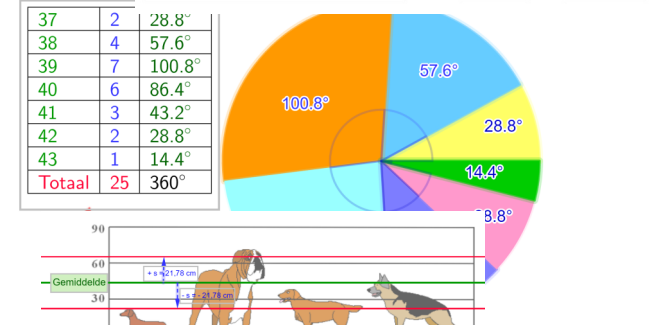 37 2 28.8°
38 4 57.6°
39 7 100.8°
40 6 86.4°
41 3 43.2°
42 2 28.8°
43 1 14.4°
Totaal 25 360°
57.6°
100.8°
28.8°
14.4°
8.8°
90
60
+ s = 21,78 cm
Gemiddelde
- s = - 21,78 cm
30